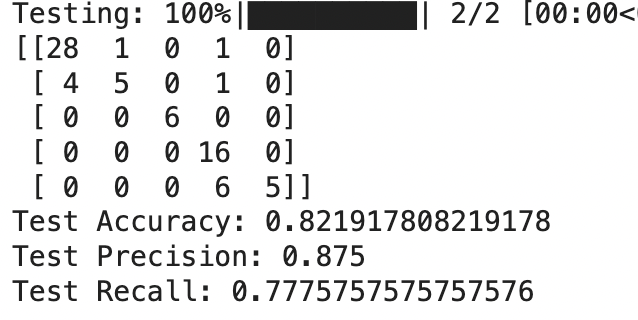 Testing: 100%|██████████| 2/2 [00:00<
[[28  1  0  1  0]
 [ 4  5  0  1  0]
 [ 0  0  6  0  0]
 [ 0  0  0 16  0]
 [ 0  0  0  6  5]]
Test Accuracy: 0.821917808219178
Test Precision: 0.875
Test Recall: 0.7775757575757576